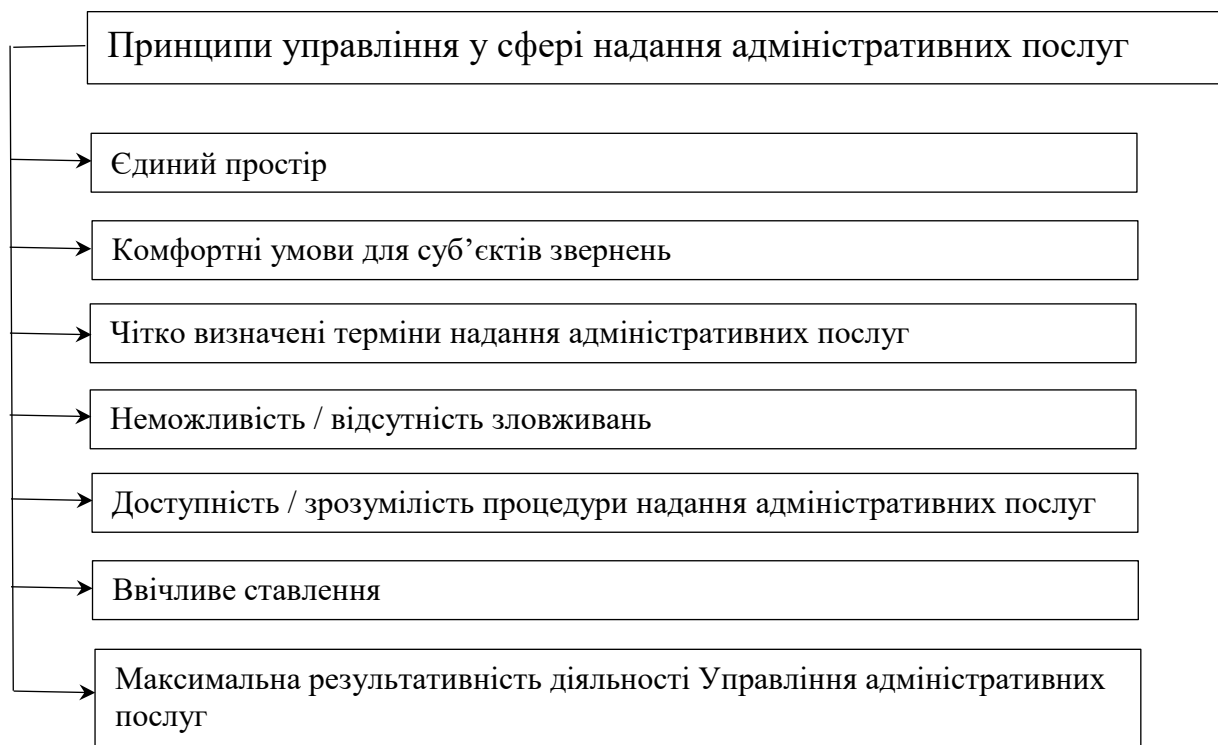 Принципи управління у сфері надання адміністративних послуг
Єдиний простір
Комфортні умови для суб’єктів звернень
Чітко визначені терміни надання адміністративних послуг
Неможливість / відсутність зловживань
Доступність / зрозумілість процедури надання адміністративних послуг
Ввічливе ставлення
Максимальна результативність діяльності Управління адміністративних
послуг